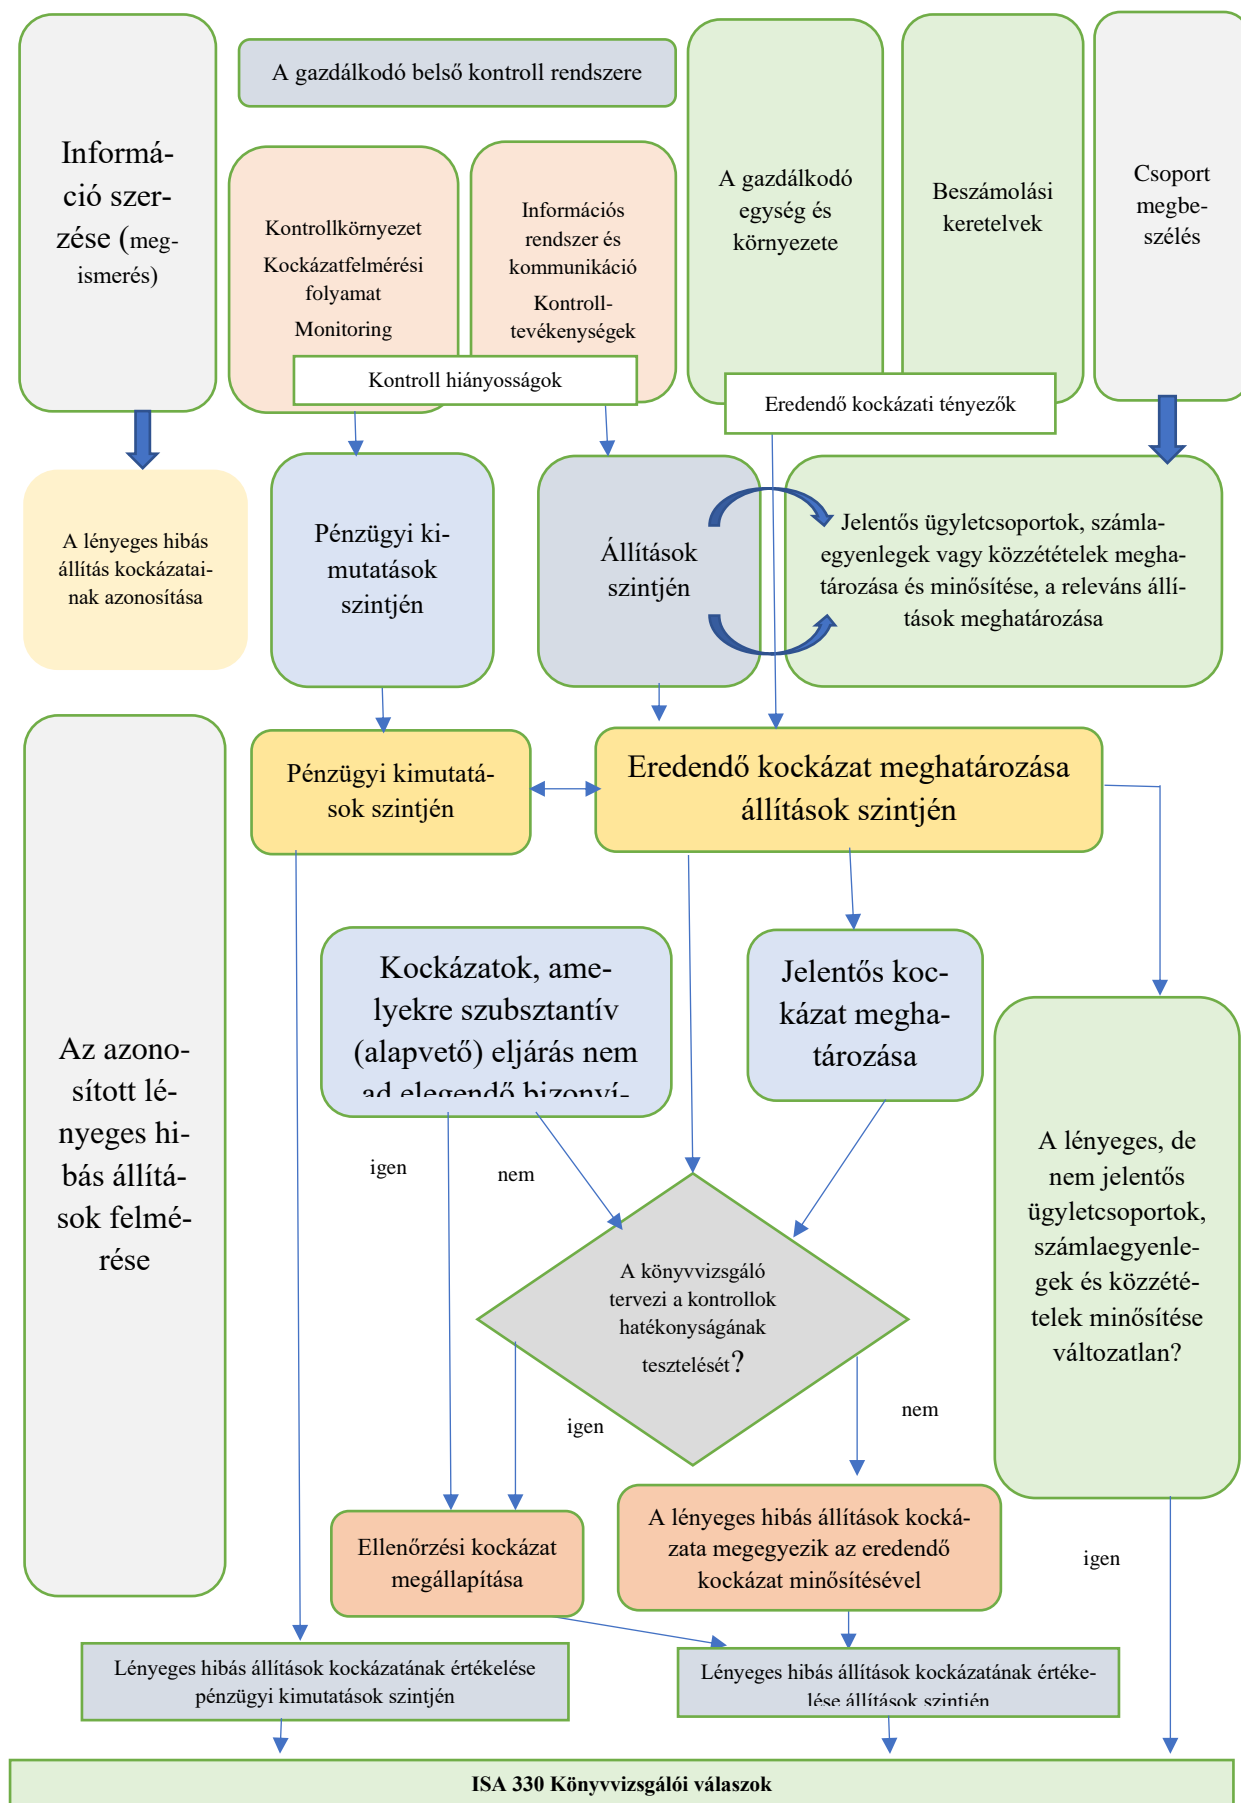 Informá-
ció szer-
zése (meg-
ismerés)
A gazdálkodó belső kontroll rendszere
Kontrollkörnyezet
Kockázatfelmérési
folyamat
Monitoring
Információs
rendszer és
kommunikáció
Kontroll-
tevékenységek
Kontroll hiányosságok
A gazdálkodó
egység és
környezete
Beszámolási
keretelvek
Eredendő kockázati tényezők
Csoport
megbe-
szélés
A lényeges hibás
állítás kockázatai-
nak azonosítása
Pénzügyi ki-
mutatások
szintjén
Állítások
szintjén
Jelentős ügyletcsoportok, számla-
egyenlegek vagy közzétételek megha-
tározása és minősítése, a releváns állí-
tások meghatározása
Az azono-
sított lé-
nyeges hi-
bás állítá-
sok felmé-
rése
Pénzügyi kimutatá-
sok szintjén
Eredendő kockázat meghatározása
állítások szintjén
Kockázatok, ame-
lyekre szubsztantív
(alapvető) eljárás nem
ad elegendő bizonyí-
Jelentős koc-
kázat megha-
tározása
A lényeges, de
nem jelentős
ügyletcsoportok,
számlaegyenle-
gek és közzété-
telek minősítése
változatlan?
igen
nem
A könyvvizsgáló
tervezi a kontrollok
hatékonyságának
tesztelését?
igen
nem
Ellenőrzési kockázat
megállapítása
A lényeges hibás állítások kocká-
zata megegyezik az eredendő
kockázat minősítésével
igen
Lényeges hibás állítások kockázatának értékelése
pénzügyi kimutatások szintjén
Lényeges hibás állítások kockázatának értéke-
lése állítások szintjén
ISA 330 Könyvvizsgálói válaszok